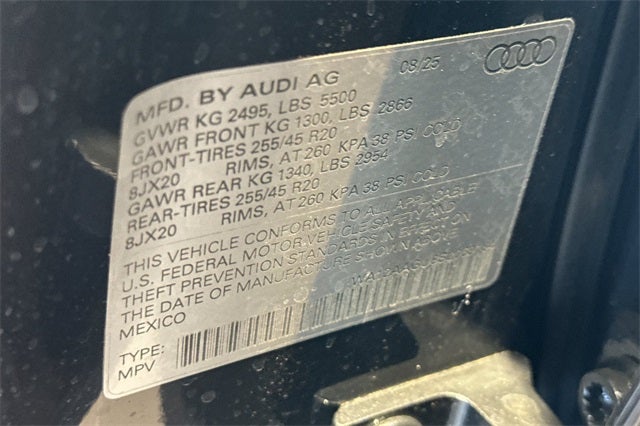 MFD. BY AUDI AG 08/25
GVWR KG 2495, LBS 5500
GAWR FRONT KG 1300, LBS 2866
FRONT-TIRES 255/45 R20
8JX20 RIMS, AT 260 KPA 38 PSI COLD
GAWR REAR KG 1340, LBS 2954
REAR-TIRES 255/45 R20
8JX20 RIMS, AT 260 KPA 38 PSI COLD
THIS VEHICLE CONFORMS TO ALL APPLICABLE
U.S. FEDERAL MOTOR VEHICLE SAFETY AND
THEFT PREVENTION STANDARDS IN EFFECT ON
THE DATE OF MANUFACTURE SHOWN ABOVE
MEXICO
TYPE:
MPV